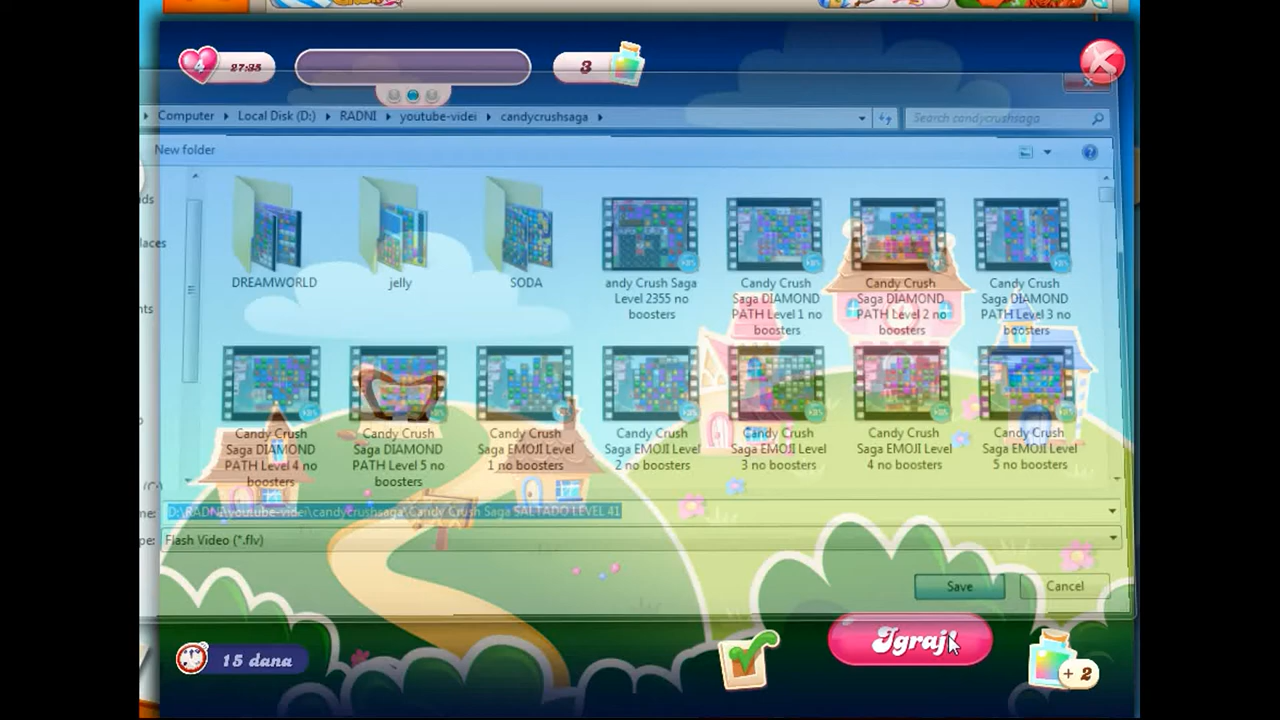 4 27:35
3
Computer Local Disk (D:) RADNI youtube-videi candycrushsaga
Search candycrushsaga
New folder
DREAMWORLD
jelly
SODA
andy Crush Saga
Level 2355 no
boosters
Candy Crush
Saga DIAMOND
PATH Level 1 no
boosters
Candy Crush
Saga DIAMOND
PATH Level 2 no
boosters
Candy Crush
Saga DIAMOND
PATH Level 3 no
boosters
Candy Crush
Saga DIAMOND
PATH Level 4 no
boosters
Candy Crush
Saga DIAMOND
PATH Level 5 no
boosters
Candy Crush
Saga EMOJI Level
1 no boosters
Candy Crush
Saga EMOJI Level
2 no boosters
Candy Crush
Saga EMOJI Level
3 no boosters
Candy Crush
Saga EMOJI Level
4 no boosters
Candy Crush
Saga EMOJI Level
5 no boosters
ids
laces
nts
(C:)
me: D:\RADNI\youtube-videi\candycrushsaga\Candy Crush Saga SALTADO LEVEL 41
pe: Flash Video (*.flv)
Save Cancel
15 dana
Igraj!
+ 2